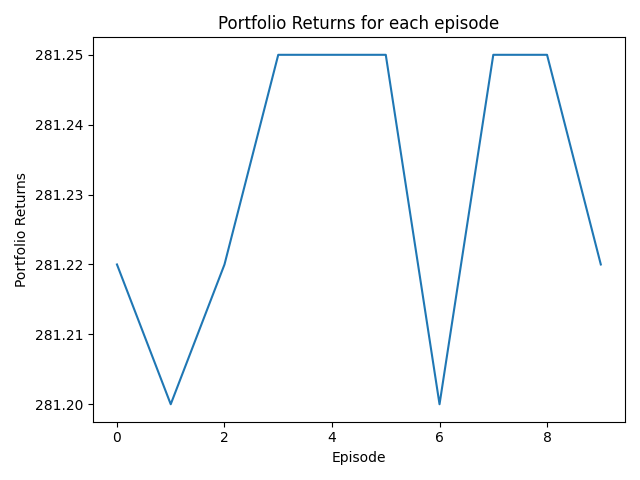 Portfolio Returns for each episode
281.25
281.24
281.23
281.22
281.21
281.20
Portfolio Returns
0 2 4 6 8
Episode